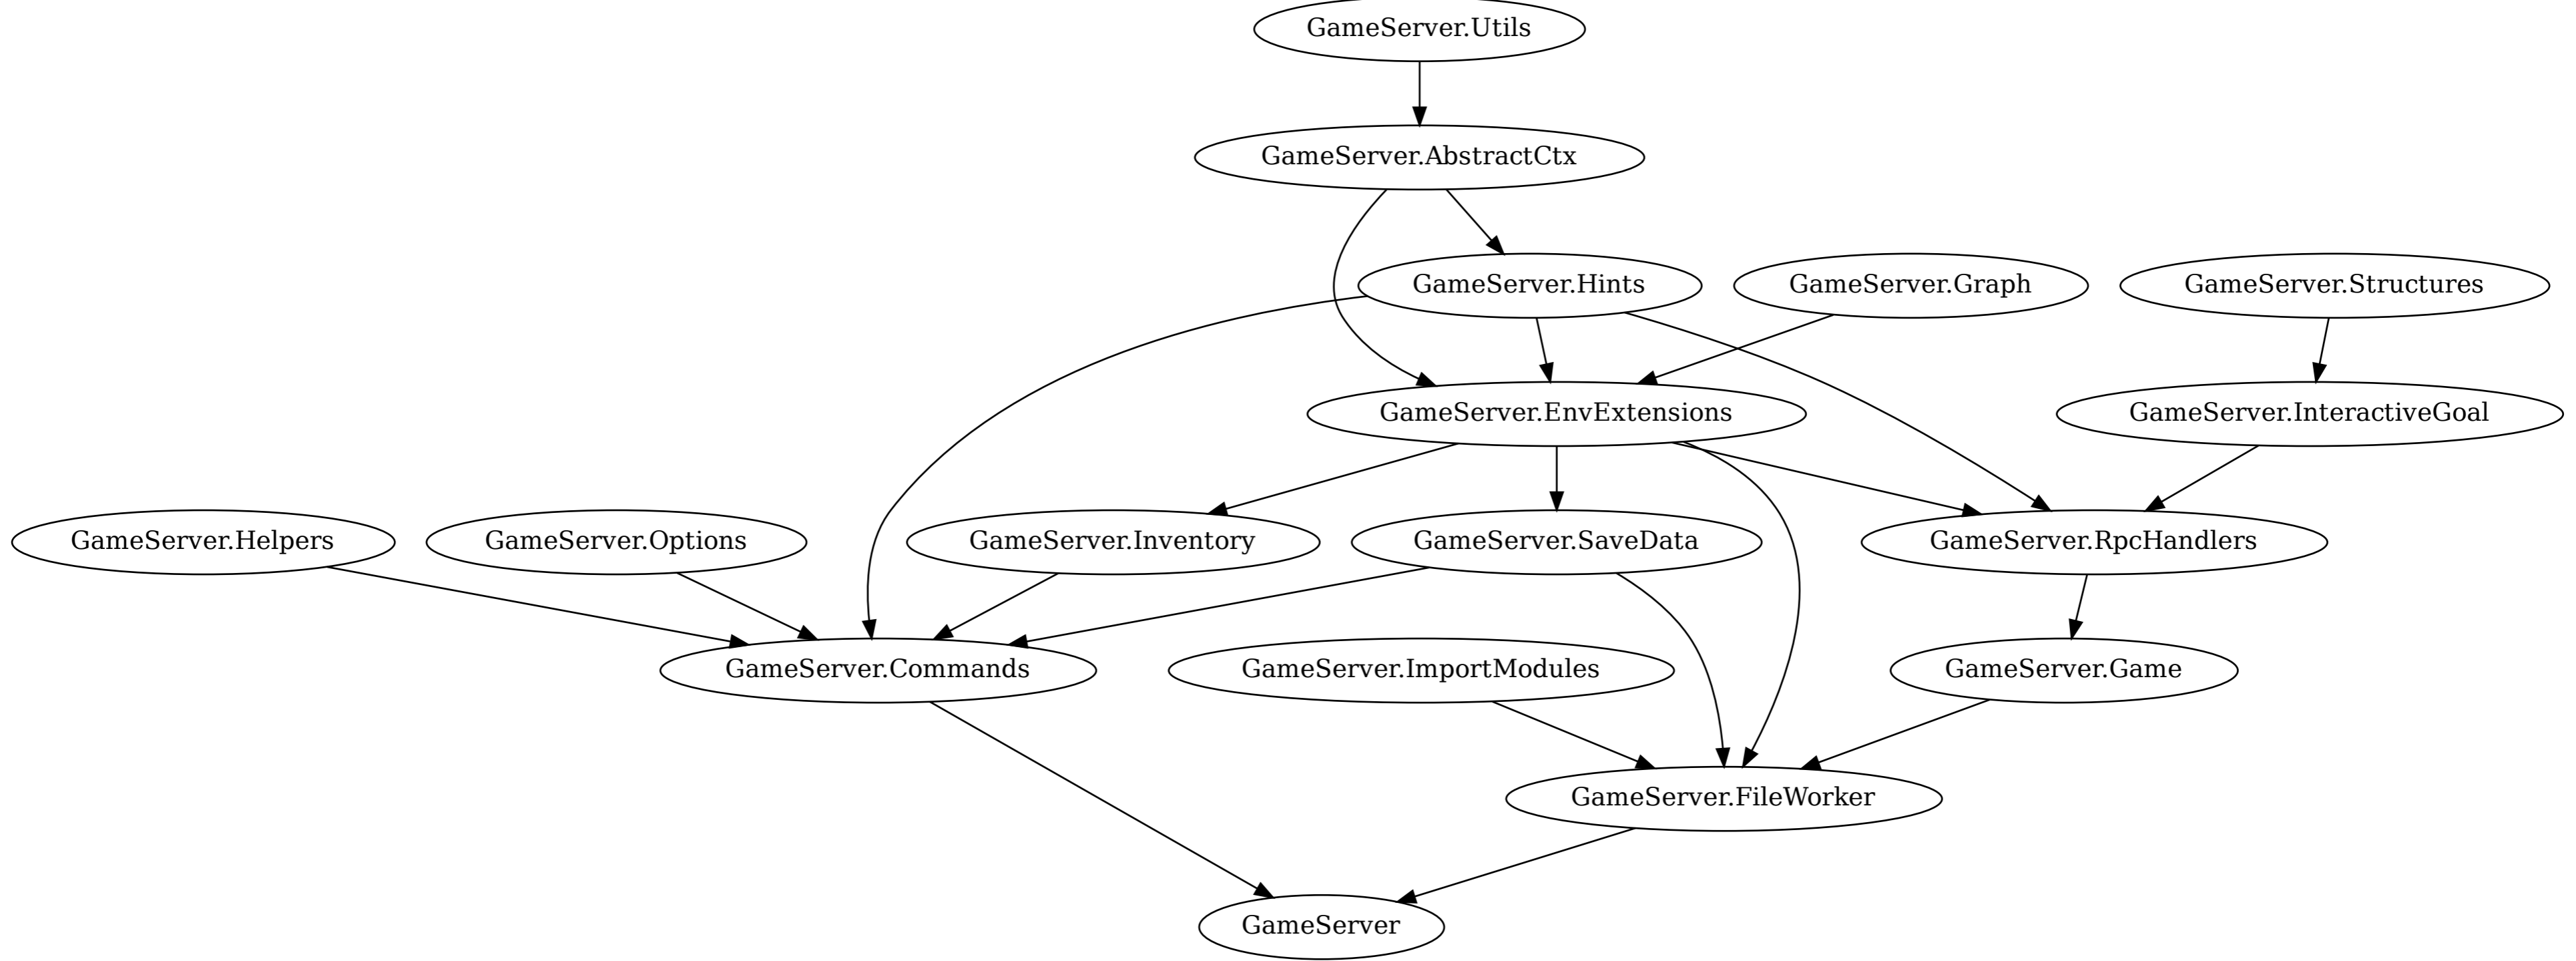 GameServer.Utils
GameServer.AbstractCtx
GameServer.Hints
GameServer.Graph
GameServer.Structures
GameServer.EnvExtensions
GameServer.InteractiveGoal
GameServer.Helpers
GameServer.Options
GameServer.Inventory
GameServer.SaveData
GameServer.RpcHandlers
GameServer.Commands
GameServer.ImportModules
GameServer.Game
GameServer.FileWorker
GameServer